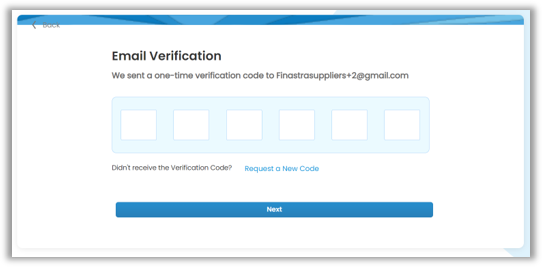 Back
Email Verification
We sent a one-time verification code to Finastrasuppliers+2@gmail.com
Didn't receive the Verification Code? Request a New Code
Next